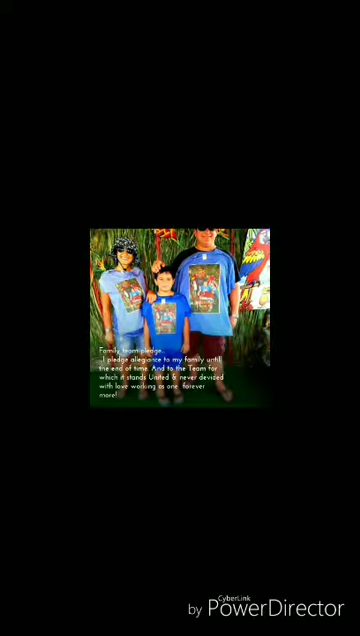 Family team pledge...
...I pledge allegiance to my family until
the end of time. And to the Team for
which it stands United & never devided
with love working as one forever
more!
CyberLink
by PowerDirector